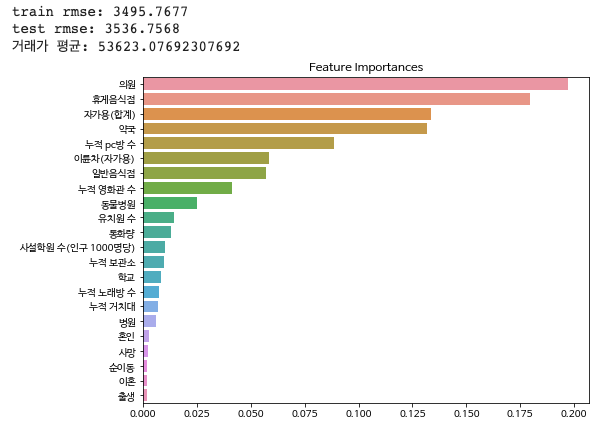 train rmse: 3495.7677
test rmse: 3536.7568
거래가 평균: 53623.07692307692
Feature Importances
의원
휴게음식점
자가용(합계)
약국
누적 pc방 수
이륜차(자가용)
일반음식점
누적 영화관 수
동물병원
유치원 수
통화량
사설학원 수(인구 1000명당)
누적 보관소
학교
누적 노래방 수
누적 거치대
병원
혼인
사망
순이동
이혼
출생
0.000 0.025 0.050 0.075 0.100 0.125 0.150 0.175 0.200